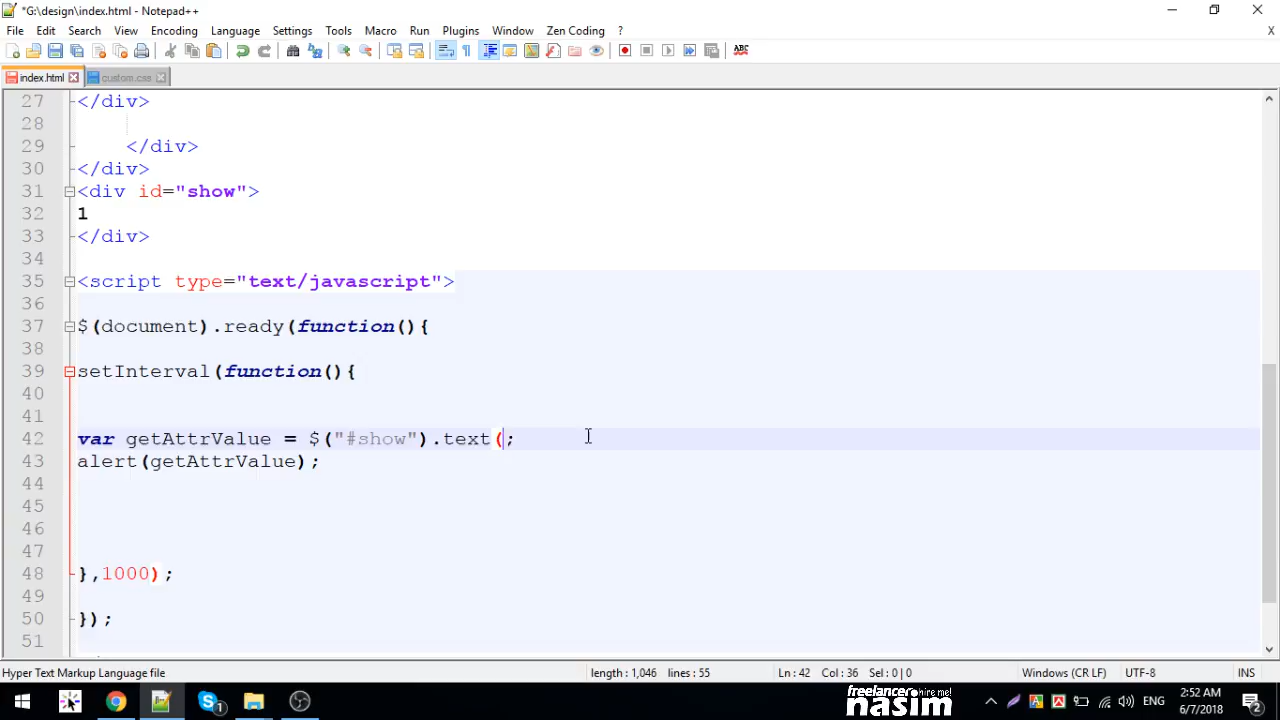 *G:\design\index.html - Notepad++
File Edit Search View Encoding Language Settings Tools Macro Run Plugins Window Zen Coding ? X
ABC
index.html custom.css
27 </div>
28
29 </div>
30 </div>
31 <div id="show">
32 1
33 </div>
34
35 <script type="text/javascript">
36
37 $(document).ready(function(){
38
39 setInterval(function(){
40
41
42 var getAttrValue = $("#show").text(;
43 alert(getAttrValue);
44
45
46
47
48 },1000);
49
50 });
51
Hyper Text Markup Language file length : 1,046 lines : 55 Ln : 42 Col : 36 Sel : 0 | 0 Windows (CR LF) UTF-8 INS
freelancer hire me!
nasim
ENG
2:52 AM
6/7/2018
1
2